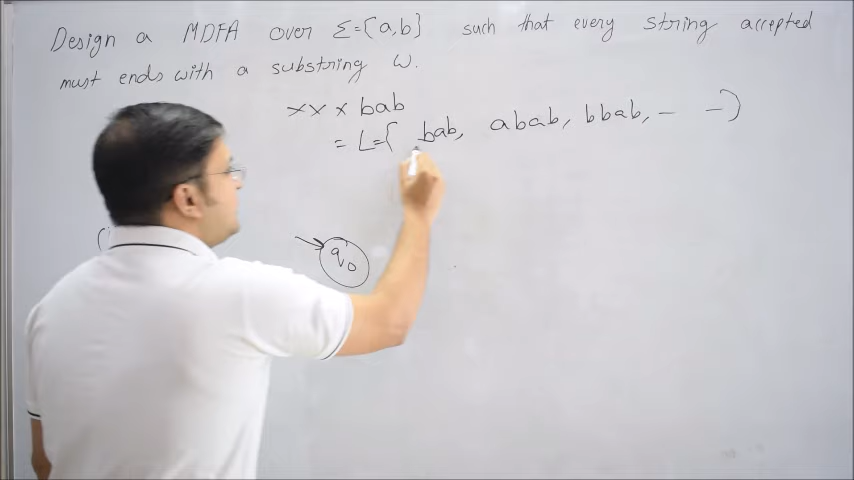 Design a MDFA over Σ={a,b} such that every string accepted
must ends with a substring w.
xxx bab
= L={ bab, abab, bbab, - - }
q0